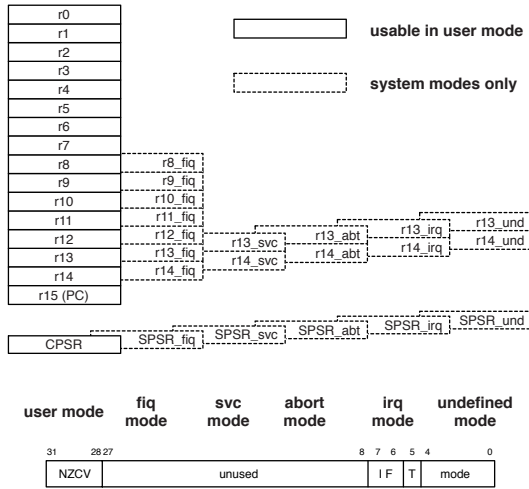 r0
r1
usable in user mode
r2
r3
r4
system modes only
r5
r6
r7
r8 r8_fiq
r9 r9_fiq
r10 r10_fiq
r11 r11_fiq r13_und
r12 r12_fiq r13_svc r13_abt r13_irq r14_und
r13 r13_fiq r14_svc r14_abt r14_irq
r14 r14_fiq
r15 (PC)
CPSR SPSR_fiq SPSR_svc SPSR_abt SPSR_irq SPSR_und
user mode fiq svc abort irq undefined
mode mode mode mode mode
31 28 27 8 7 6 5 4 0
NZCV unused I F T mode